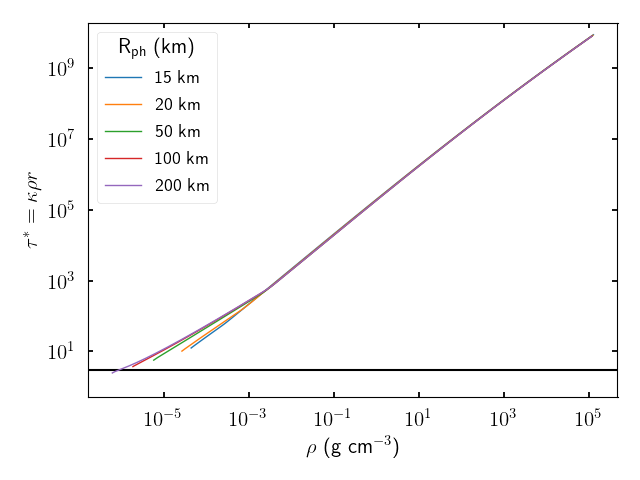 R_ph (km)
15 km
20 km
50 km
100 km
200 km
10^9
10^7
10^5
10^3
10^1
τ* = κρr
10^−5
10^−3
10^−1
10^1
10^3
10^5
ρ (g cm^−3)